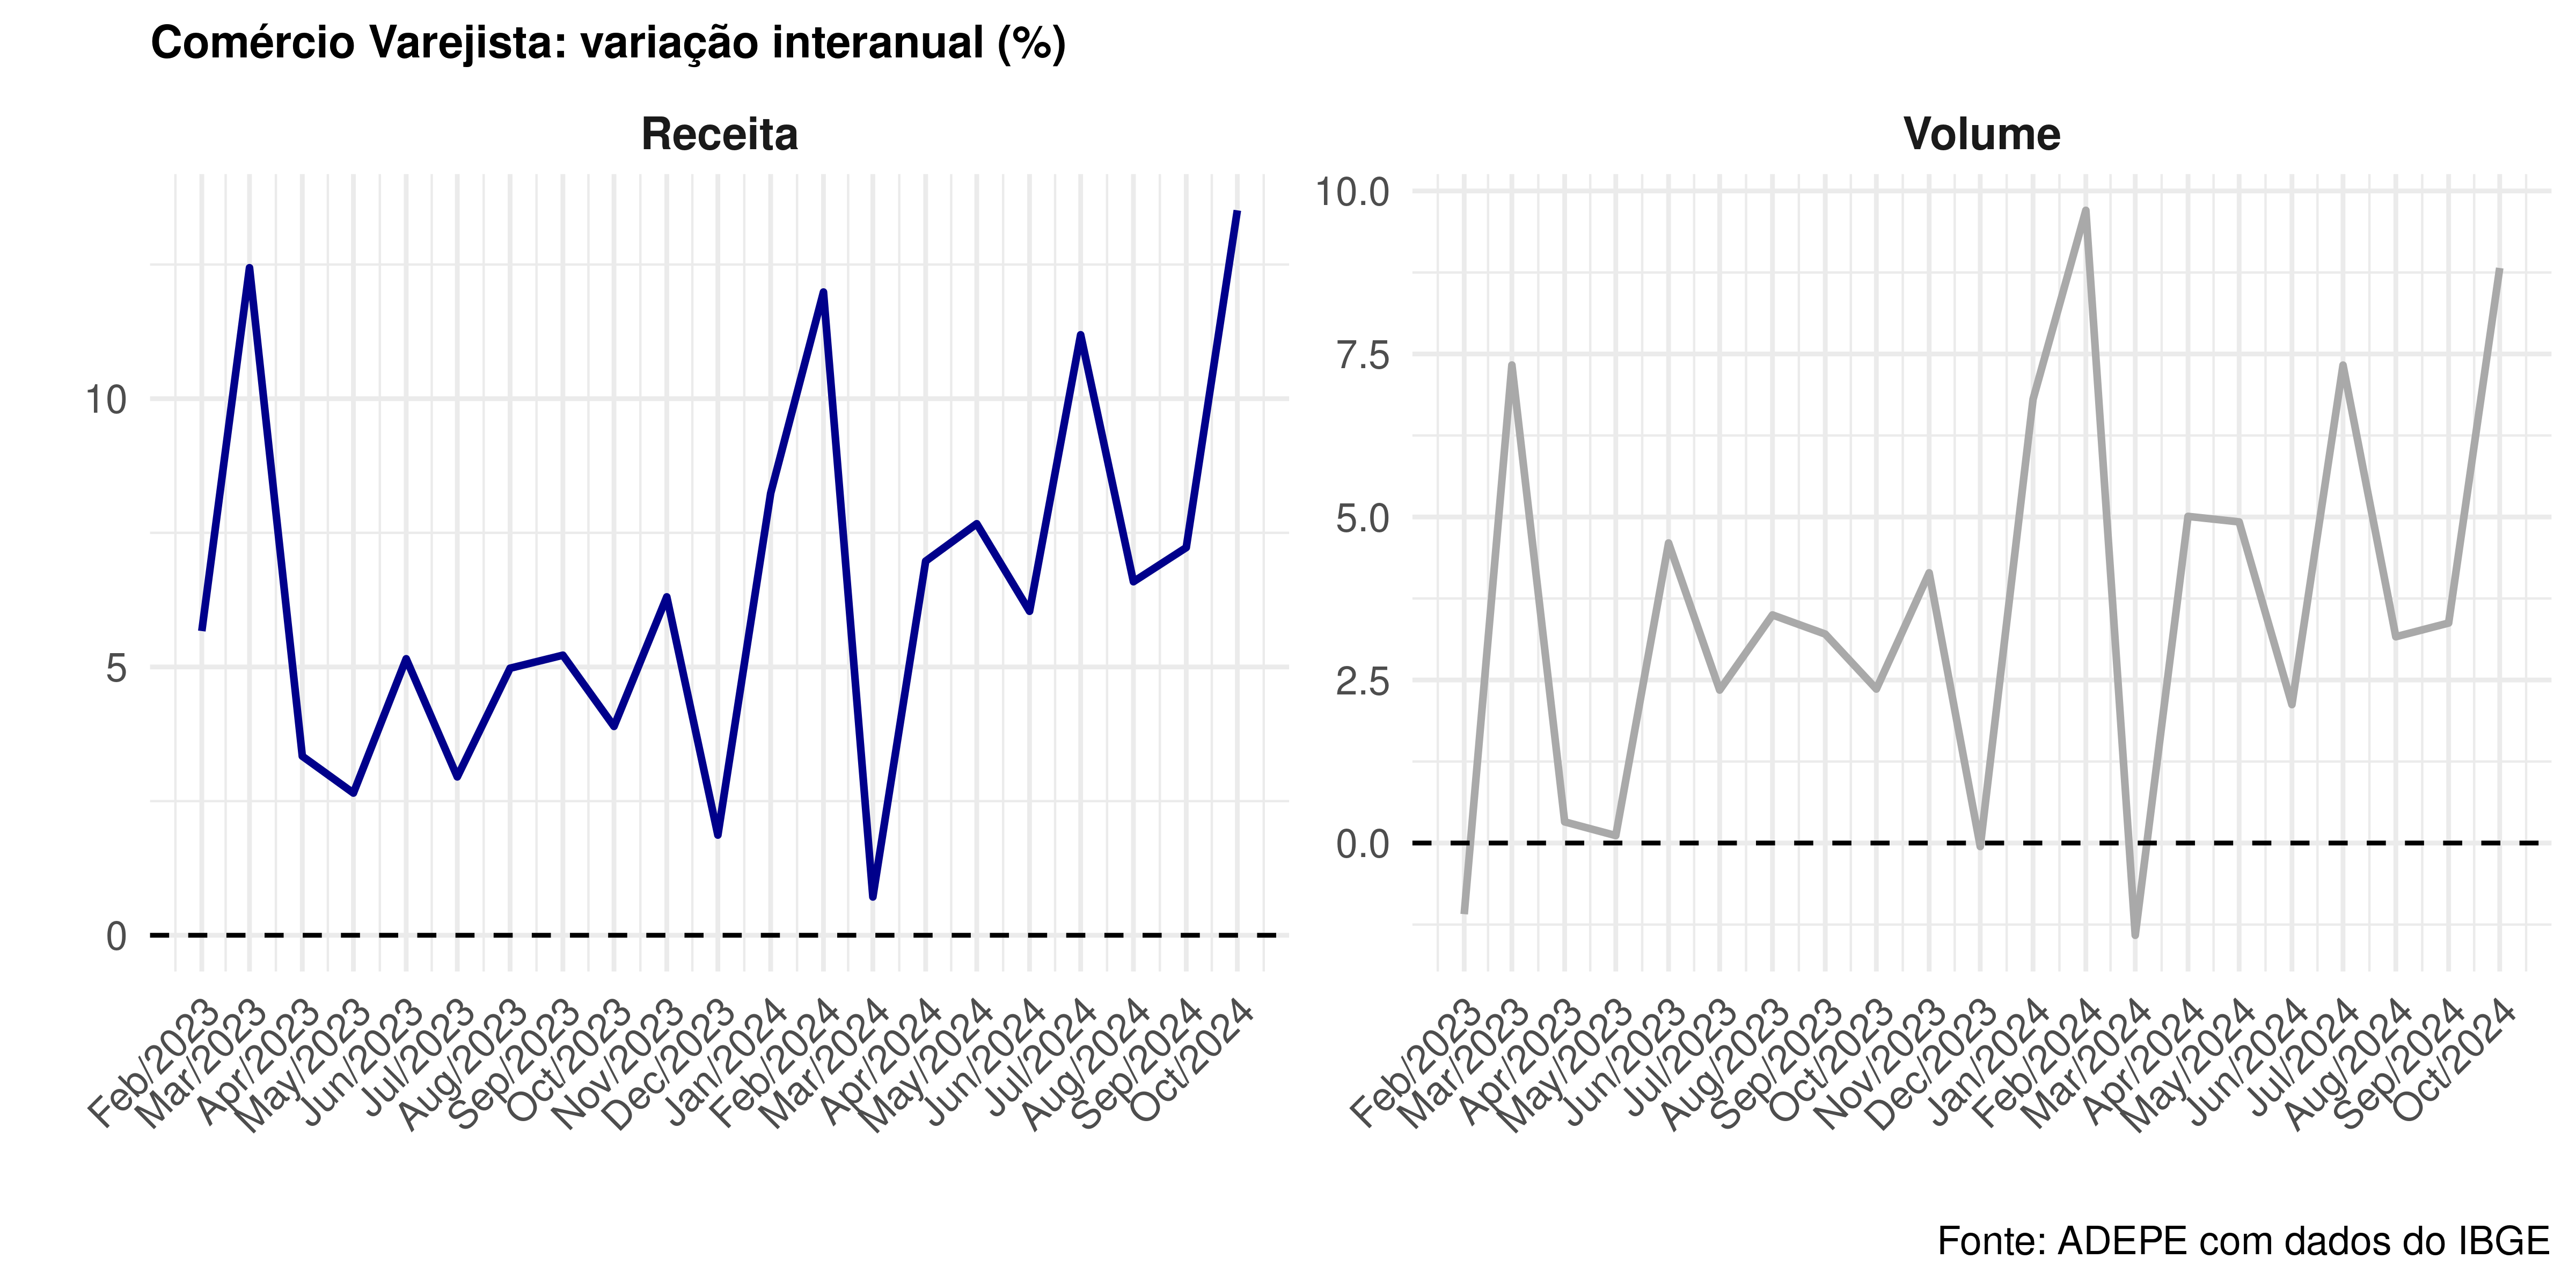 Comércio Varejista: variação interanual (%)
Receita
10
5
0
Feb/2023
Mar/2023
Apr/2023
May/2023
Jun/2023
Jul/2023
Aug/2023
Sep/2023
Oct/2023
Nov/2023
Dec/2023
Jan/2024
Feb/2024
Mar/2024
Apr/2024
May/2024
Jun/2024
Jul/2024
Aug/2024
Sep/2024
Oct/2024
Volume
10.0
7.5
5.0
2.5
0.0
Feb/2023
Mar/2023
Apr/2023
May/2023
Jun/2023
Jul/2023
Aug/2023
Sep/2023
Oct/2023
Nov/2023
Dec/2023
Jan/2024
Feb/2024
Mar/2024
Apr/2024
May/2024
Jun/2024
Jul/2024
Aug/2024
Sep/2024
Oct/2024
Fonte: ADEPE com dados do IBGE